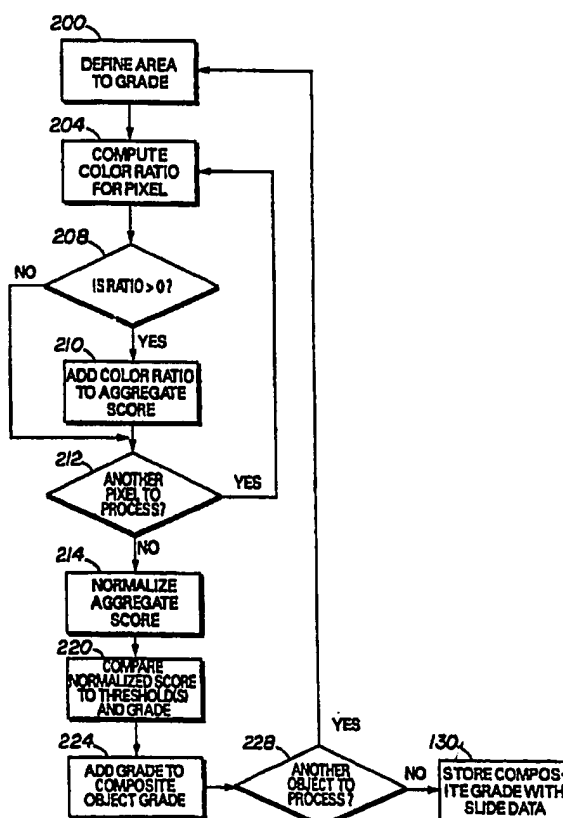 200
DEFINE AREA
TO GRADE
204
COMPUTE
COLOR RATIO
FOR PIXEL
208
NO
IS RATIO > 0?
YES
210
ADD COLOR RATIO
TO AGGREGATE
SCORE
212
ANOTHER
PIXEL TO
PROCESS?
YES
NO
214
NORMALIZE
AGGREGATE
SCORE
220
COMPARE
NORMALIZED SCORE
TO THRESHOLD(S)
AND GRADE
YES
224
ADD GRADE TO
COMPOSITE
OBJECT GRADE
228
ANOTHER
OBJECT TO
PROCESS?
NO
130
STORE COMPOS-
ITE GRADE WITH
SLIDE DATA